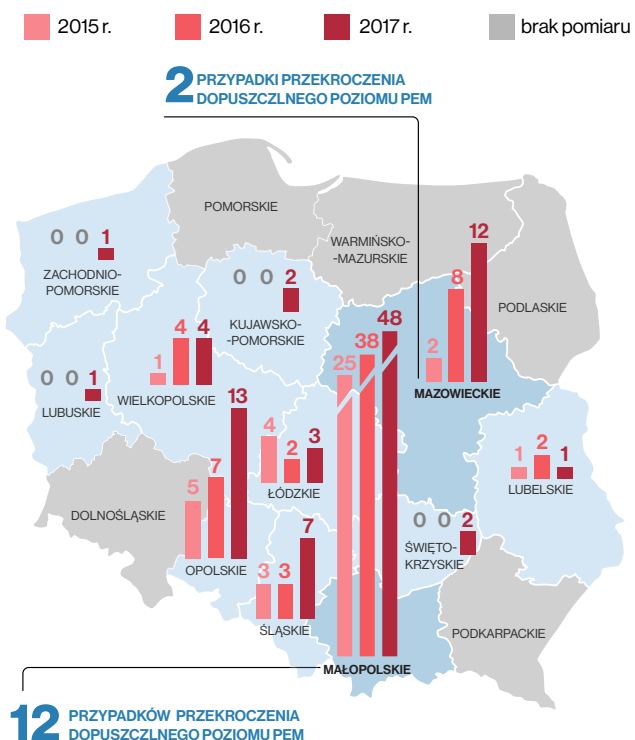 2015 r.
2016 r.
2017 r.
brak pomiaru
2 PRZYPADKI PRZEKROCZENIA
DOPUSZCZLNEGO POZIOMU PEM
POMORSKIE
WARMIŃSKO-
-MAZURSKIE
PODLASKIE
0 0 1
ZACHODNIO-
POMORSKIE
0 0 2
KUJAWSKO-
-POMORSKIE
2 8 12
MAZOWIECKIE
0 0 1
LUBUSKIE
1 4 4
WIELKOPOLSKIE
25 38 48
MAŁOPOLSKIE
4 2 3
ŁÓDZKIE
1 2 1
LUBELSKIE
DOLNOŚLĄSKIE
5 7 13
OPOLSKIE
3 3 7
ŚLĄSKIE
0 0 2
ŚWIĘTO-
KRZYSKIE
PODKARPACKIE
12 PRZYPADKÓW PRZEKROCZENIA
DOPUSZCZLNEGO POZIOMU PEM